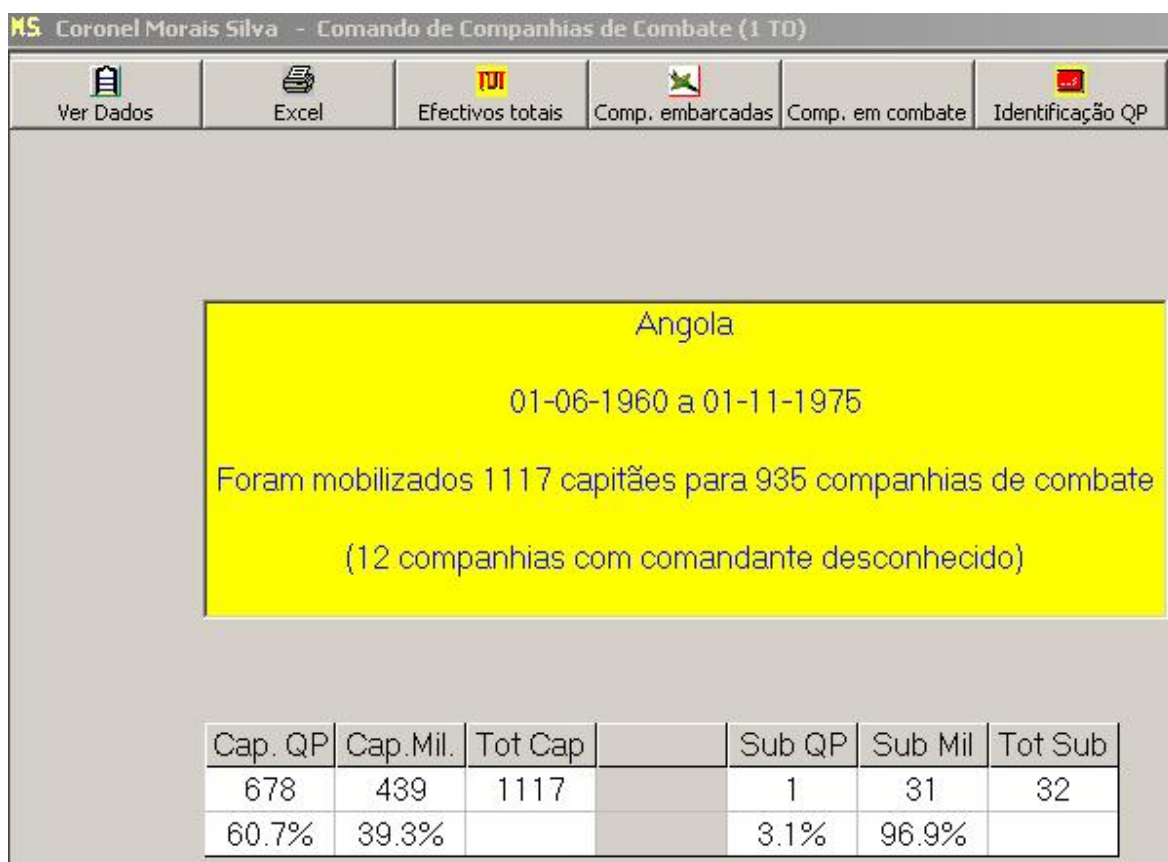 M.S. Coronel Morais Silva - Comando de Companhias de Combate (1 TO)
Ver Dados Excel Efectivos totais Comp. embarcadas Comp. em combate Identificação QP
Angola
01-06-1960 a 01-11-1975
Foram mobilizados 1117 capitães para 935 companhias de combate
(12 companhias com comandante desconhecido)
Cap. QP Cap.Mil. Tot Cap Sub QP Sub Mil Tot Sub
678 439 1117 1 31 32
60.7% 39.3% 3.1% 96.9%